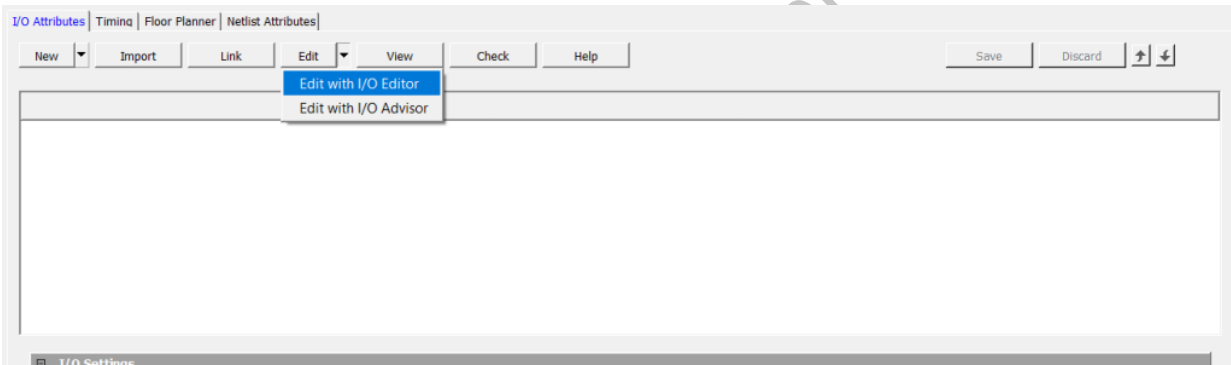 I/O Attributes Timing Floor Planner Netlist Attributes
New Import Link Edit View Check Help Save Discard
Edit with I/O Editor
Edit with I/O Advisor
I/O Settings